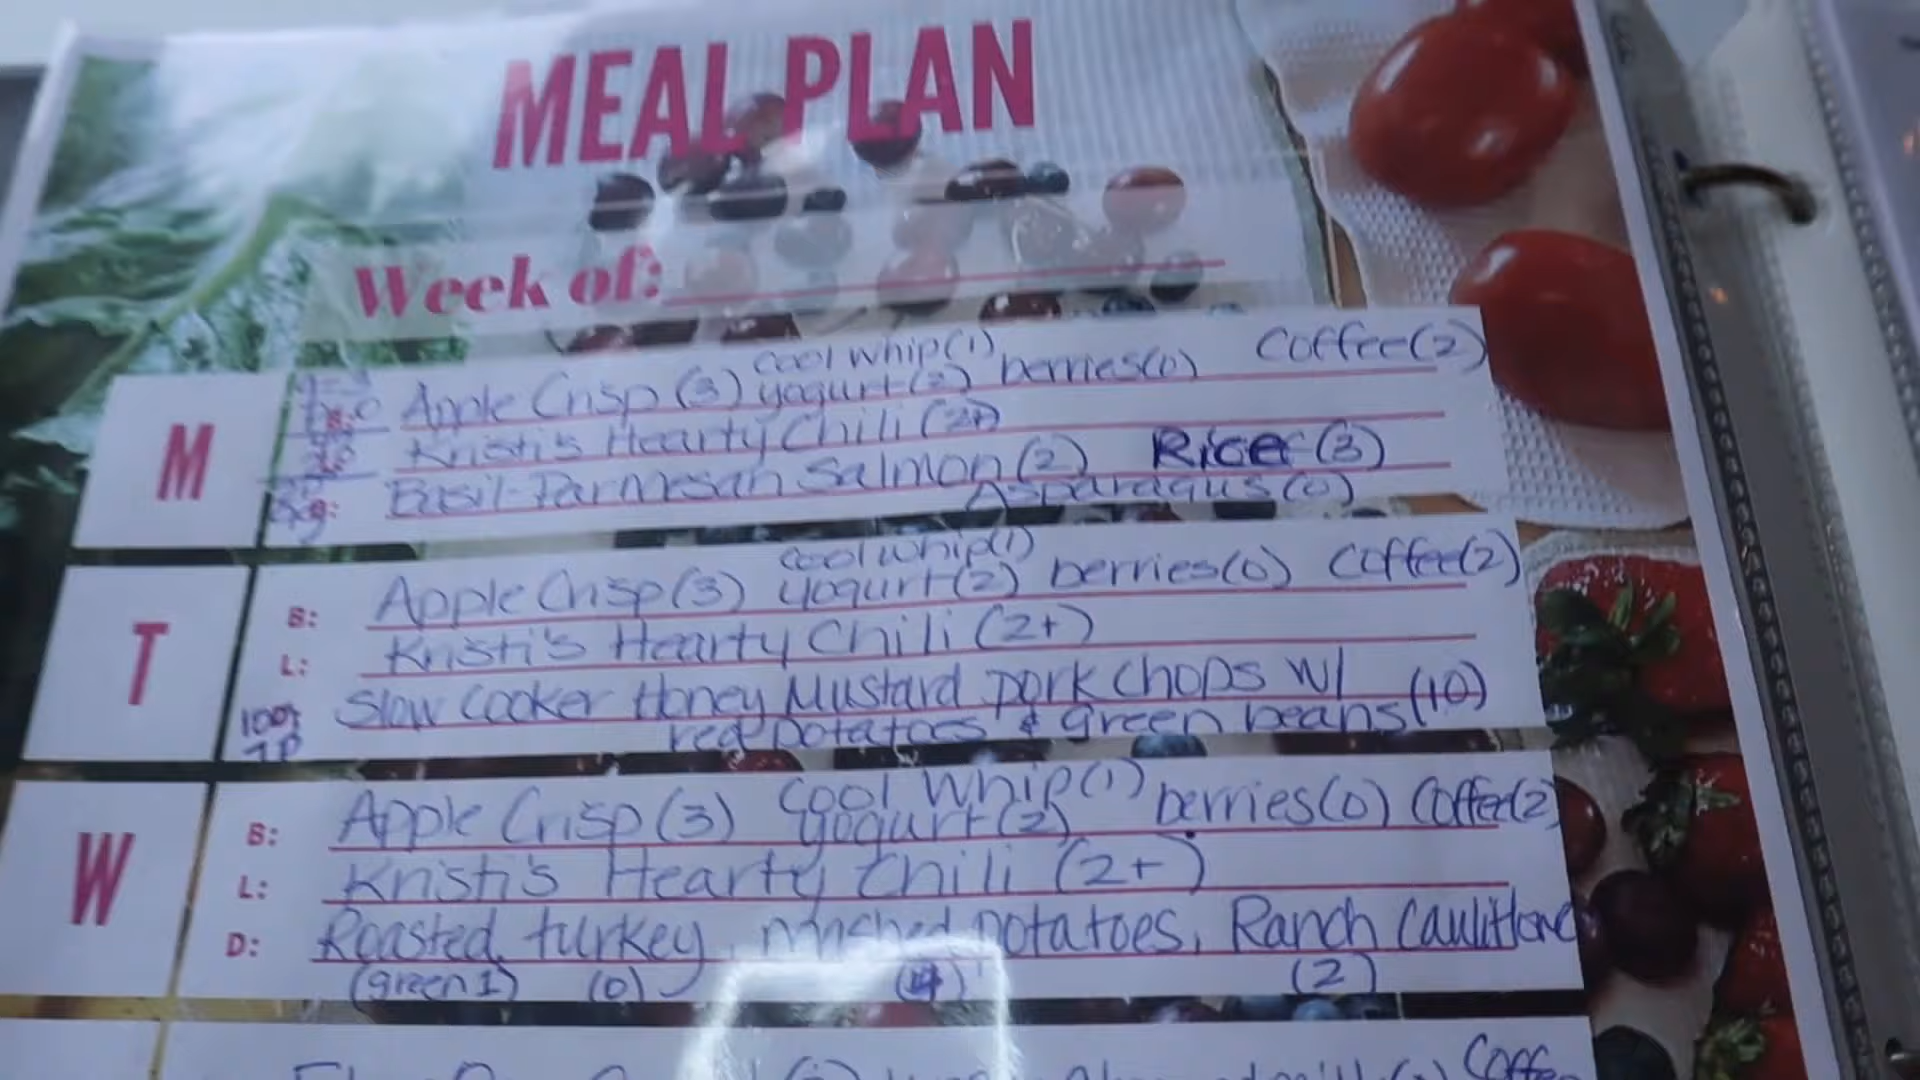 MEAL PLAN
Week of:
M
cool whip(1)
Apple Crisp (3) yogurt(2) berries(0) Coffee(2)
Kristi's Hearty Chili (2+)
Basil-Parmesan Salmon (2) Rice (3)
Asparagus (0)
T
cool whip(1)
B: Apple Crisp (3) yogurt(2) berries(0) Coffee(2)
L: Kristi's Hearty Chili (2+)
Slow Cooker Honey Mustard pork chops w/ (10)
red potatoes & green beans
W
Cool Whip(1)
B: Apple Crisp (3) yogurt(2) berries(0) Coffee(2)
L: Kristi's Hearty Chili (2+)
D: Roasted turkey, mashed potatoes, Ranch
(green 1) (0) (4) (2)
Coffee